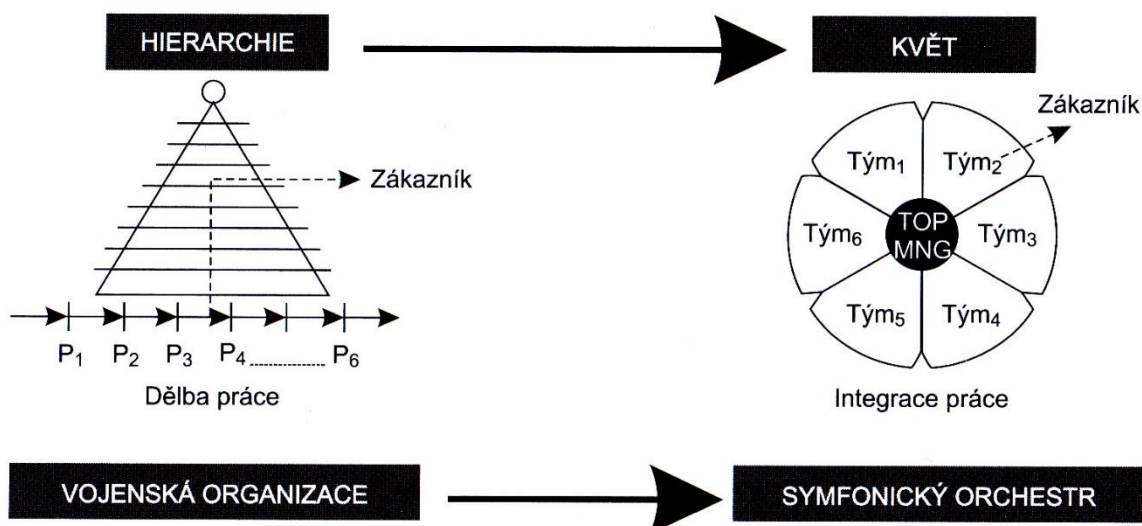 HIERARCHIE
KVĚT
Zákazník
Zákazník
Tým1
Tým2
Tým6
TOP
MNG
Tým3
Tým5
Tým4
P1 P2 P3 P4 ............ P6
Dělba práce
Integrace práce
VOJENSKÁ ORGANIZACE
SYMFONICKÝ ORCHESTR